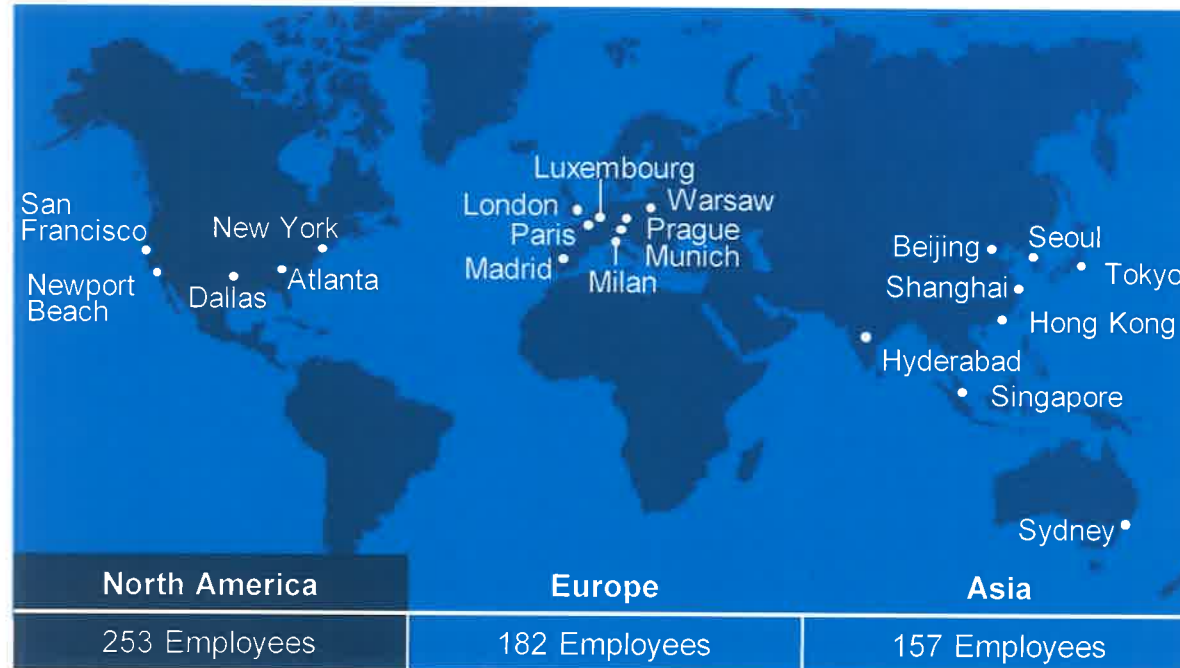 San
Francisco
Newport
Beach
New York
Dallas
Atlanta
Luxembourg
London
Paris
Madrid
Milan
Warsaw
Prague
Munich
Beijing
Seoul
Shanghai
Tokyo
Hong Kong
Hyderabad
Singapore
Sydney
North America
Europe
Asia
253 Employees
182 Employees
157 Employees